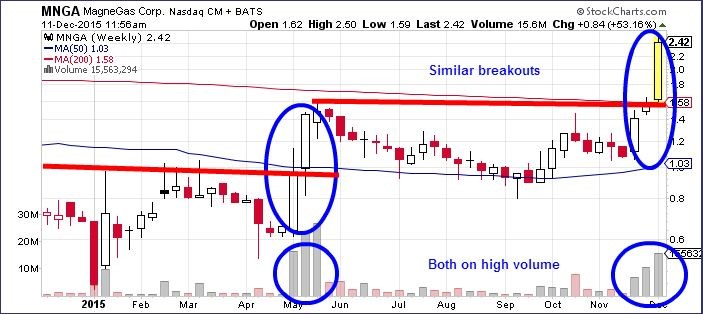 MNGA MagneGas Corp. Nasdaq CM + BATS © StockCharts.com
11-Dec-2015 11:56am Open 1.62 High 2.50 Low 1.59 Last 2.42 Volume 15.6M Chg +0.84 (+53.16%)
MNGA (Weekly) 2.42
MA(50) 1.03
MA(200) 1.58
Volume 15,563,294
Similar breakouts
2.42
2.2
1.8
1.58
1.4
1.2
1.03
0.8
0.6
30M
20M
10M
Both on high volume
155632
2015 Feb Mar Apr May Jun Jul Aug Sep Oct Nov Dec